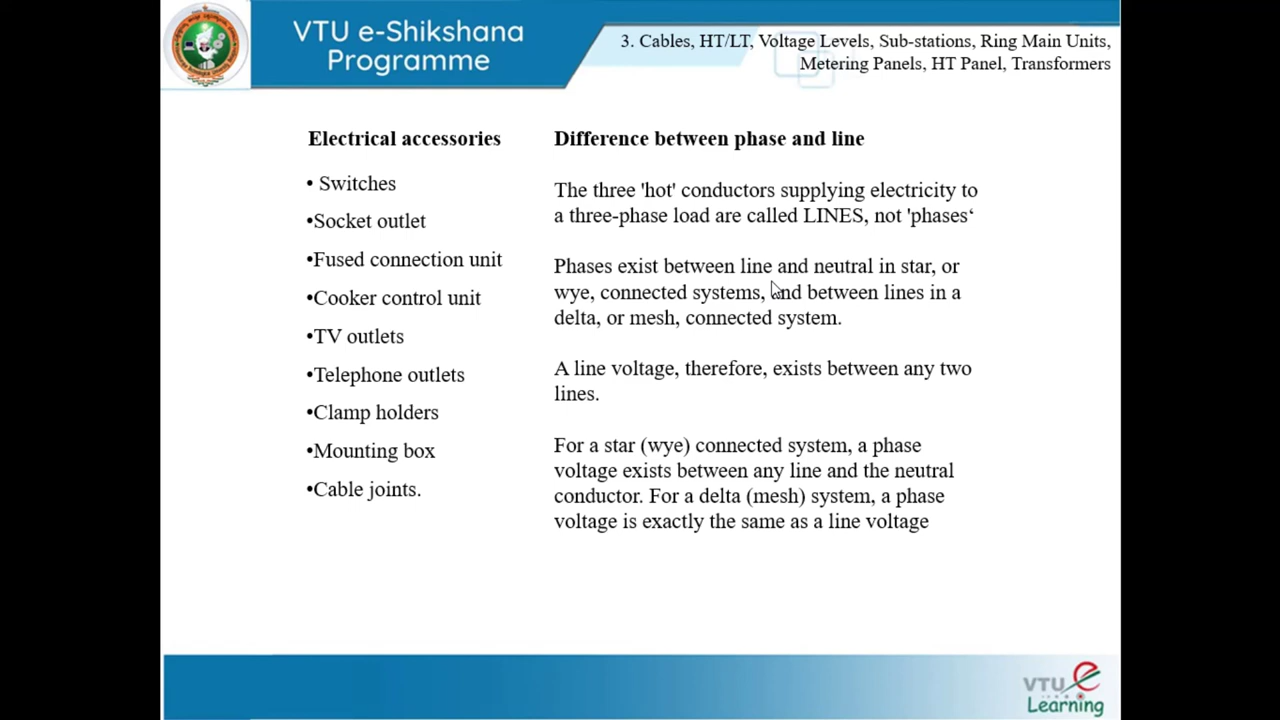 VTU e-Shikshana
Programme
3. Cables, HT/LT, Voltage Levels, Sub-stations, Ring Main Units,
Metering Panels, HT Panel, Transformers
Electrical accessories
• Switches
•Socket outlet
•Fused connection unit
•Cooker control unit
•TV outlets
•Telephone outlets
•Clamp holders
•Mounting box
•Cable joints.
Difference between phase and line
The three 'hot' conductors supplying electricity to
a three-phase load are called LINES, not 'phases‘
Phases exist between line and neutral in star, or
wye, connected systems, and between lines in a
delta, or mesh, connected system.
A line voltage, therefore, exists between any two
lines.
For a star (wye) connected system, a phase
voltage exists between any line and the neutral
conductor. For a delta (mesh) system, a phase
voltage is exactly the same as a line voltage
VTU e
Learning